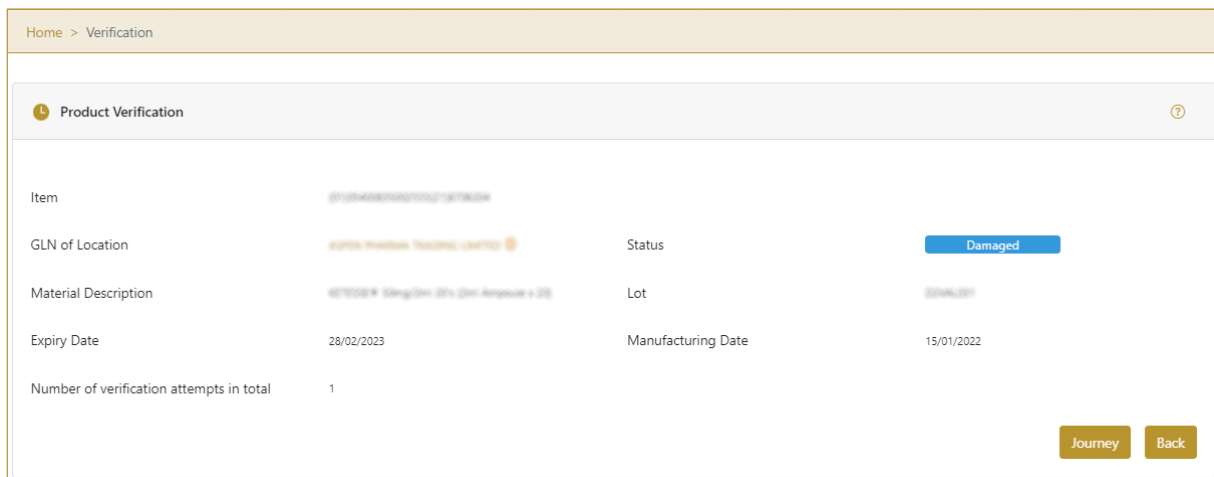 Home > Verification
Product Verification
Item
GLN of Location
Status
Damaged
Material Description
Lot
Expiry Date
28/02/2023
Manufacturing Date
15/01/2022
Number of verification attempts in total
1
Journey
Back